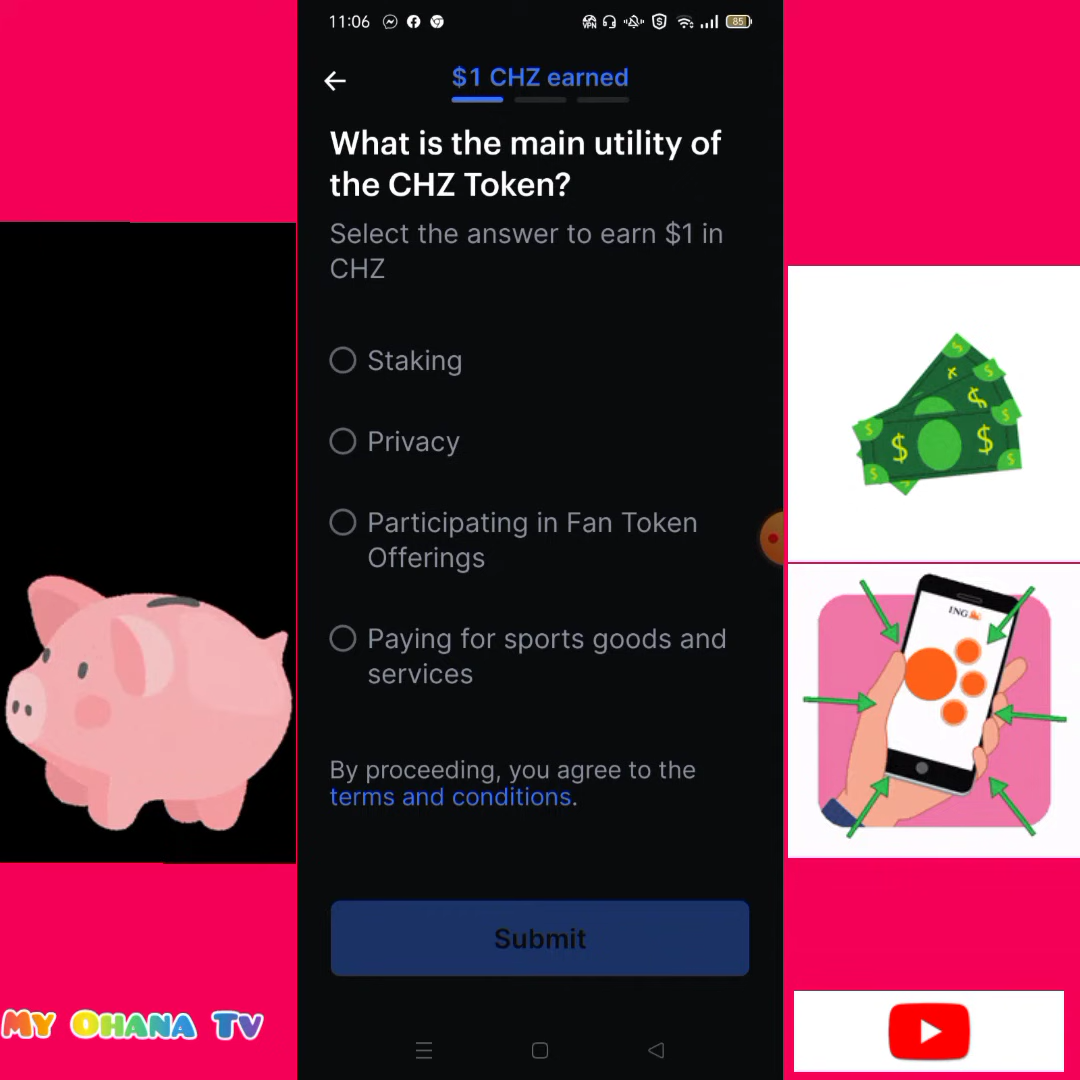 11:06
VPN
85
$1 CHZ earned
What is the main utility of
the CHZ Token?
Select the answer to earn $1 in
CHZ
Staking
Privacy
Participating in Fan Token
Offerings
Paying for sports goods and
services
By proceeding, you agree to the
terms and conditions.
Submit
ING
My Ohana Tv